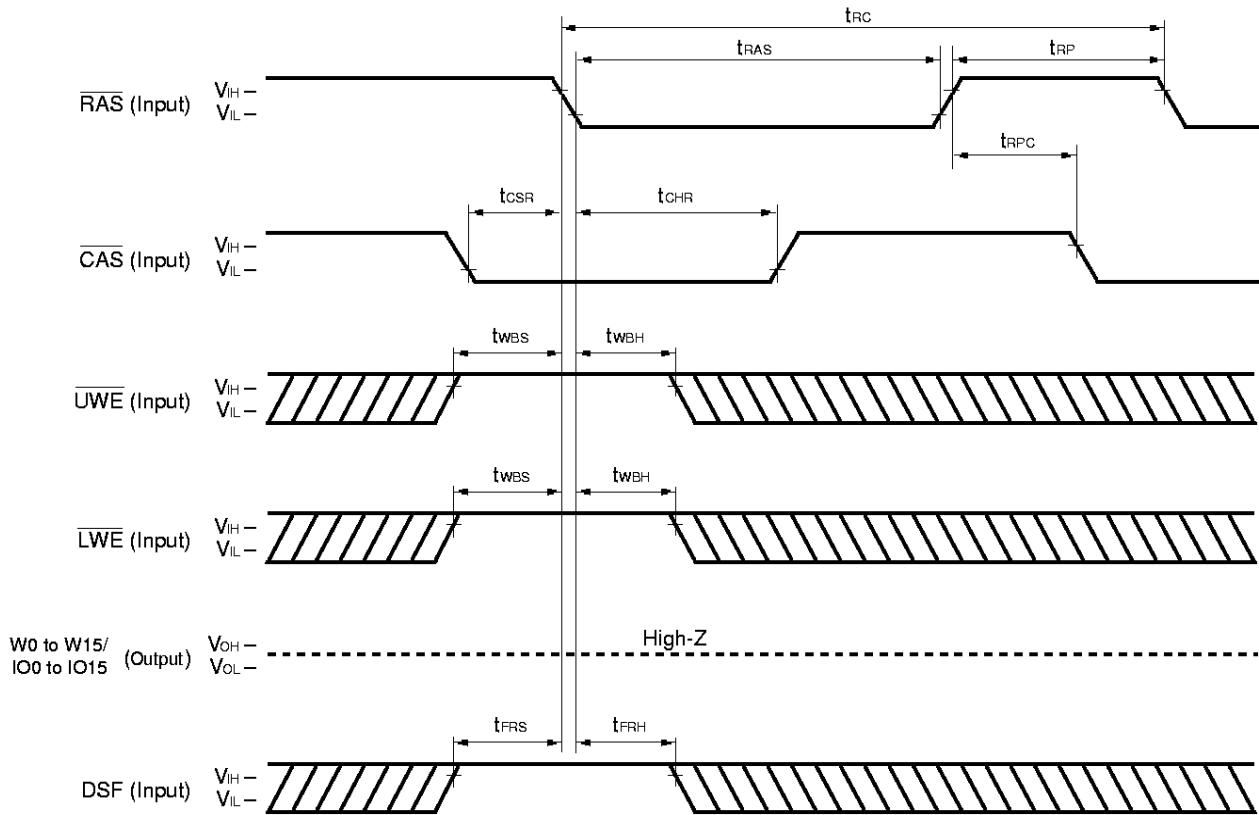 tRC
tRAS
tRP
RAS (Input)
VIH
VIL
tRPC
tCSR
tCHR
CAS (Input)
VIH
VIL
tWBS
tWBH
UWE (Input)
VIH
VIL
tWBS
tWBH
LWE (Input)
VIH
VIL
W0 to W15/
IO0 to IO15
(Output)
VOH
VOL
High-Z
tFRS
tFRH
DSF (Input)
VIH
VIL